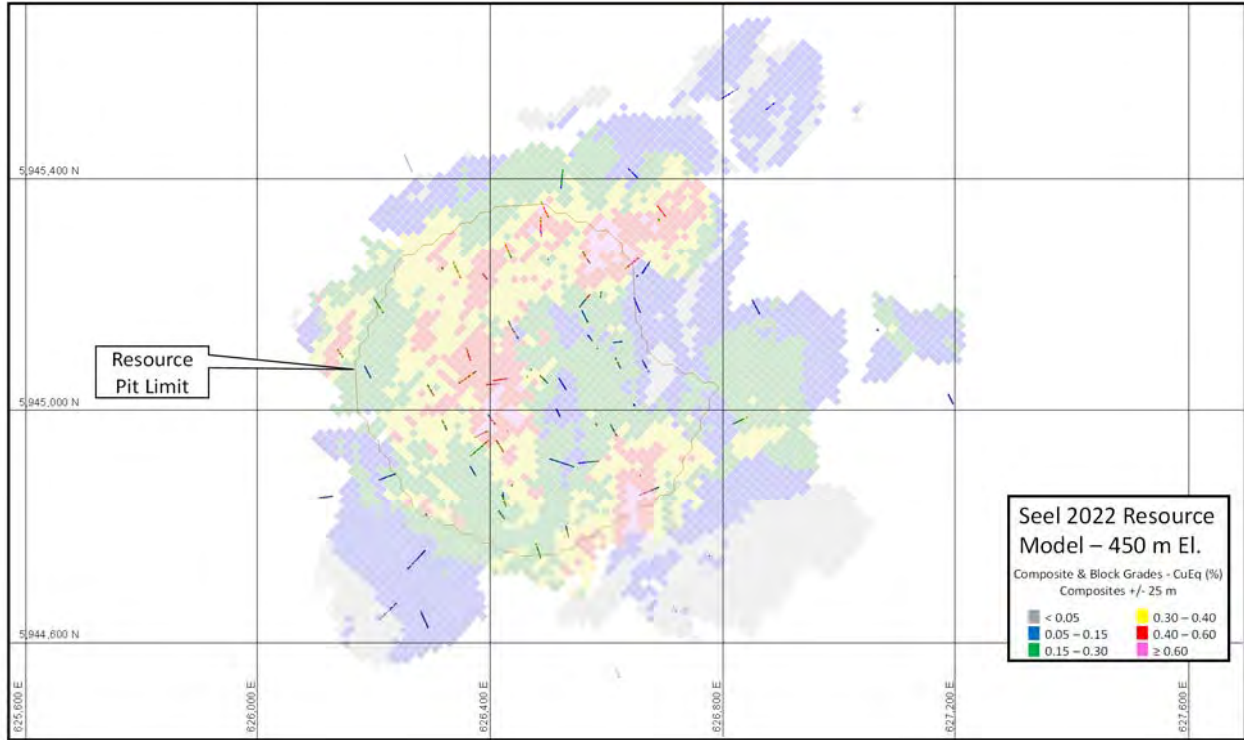 5,945,400 N
Resource
Pit Limit
5,945,000 N
Seel 2022 Resource
Model – 450 m El.
Composite & Block Grades - CuEq (%)
Composites +/- 25 m
< 0.05
0.30 – 0.40
0.05 – 0.15
0.40 – 0.60
0.15 – 0.30
≥ 0.60
5,944,600 N
625,600 E
626,000 E
626,400 E
626,800 E
627,200 E
627,600 E